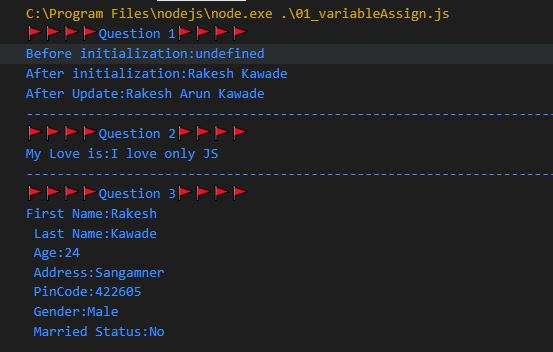 C:\Program Files\nodejs\node.exe .\01_variableAssign.js
🚩🚩🚩🚩Question 1🚩🚩🚩🚩
Before initialization:undefined
After initialization:Rakesh Kawade
After Update:Rakesh Arun Kawade
--------------------------------------------------------------------
🚩🚩🚩🚩Question 2🚩🚩🚩🚩
My Love is:I love only JS
--------------------------------------------------------------------
🚩🚩🚩🚩Question 3🚩🚩🚩🚩
First Name:Rakesh
Last Name:Kawade
Age:24
Address:Sangamner
PinCode:422605
Gender:Male
Married Status:No